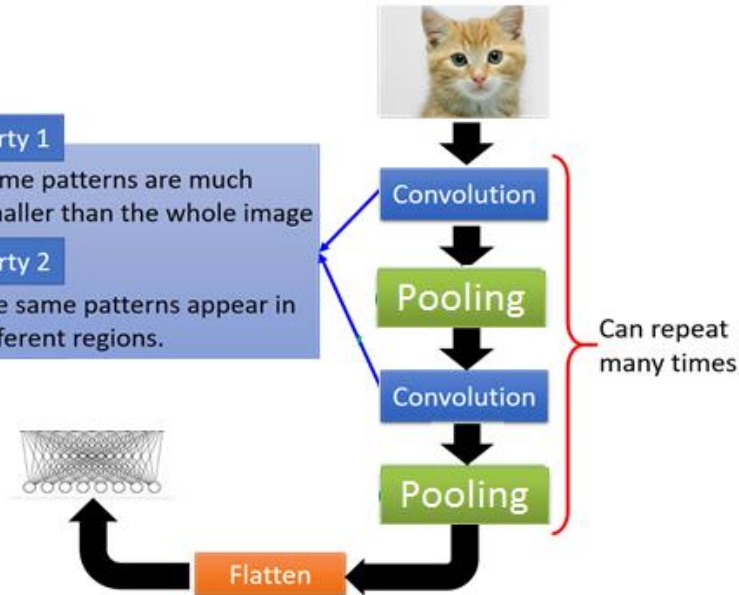 rty 1
me patterns are much
aller than the whole image
rty 2
e same patterns appear in
ferent regions.
Convolution
Pooling
Convolution
Pooling
Can repeat
many times
Flatten